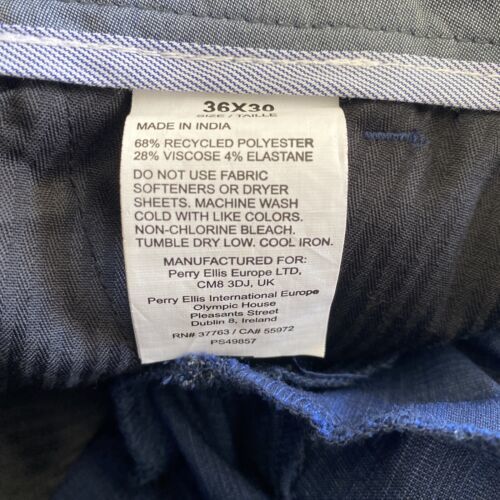 36X30
SIZE / TAILLE
MADE IN INDIA
68% RECYCLED POLYESTER
28% VISCOSE 4% ELASTANE
DO NOT USE FABRIC
SOFTENERS OR DRYER
SHEETS. MACHINE WASH
COLD WITH LIKE COLORS.
NON-CHLORINE BLEACH.
TUMBLE DRY LOW. COOL IRON.
MANUFACTURED FOR:
Perry Ellis Europe LTD,
CM8 3DJ, UK
Perry Ellis International Europe
Olympic House
Pleasants Street
Dublin 8, Ireland
RN# 37763 / CA# 55972
PS49857